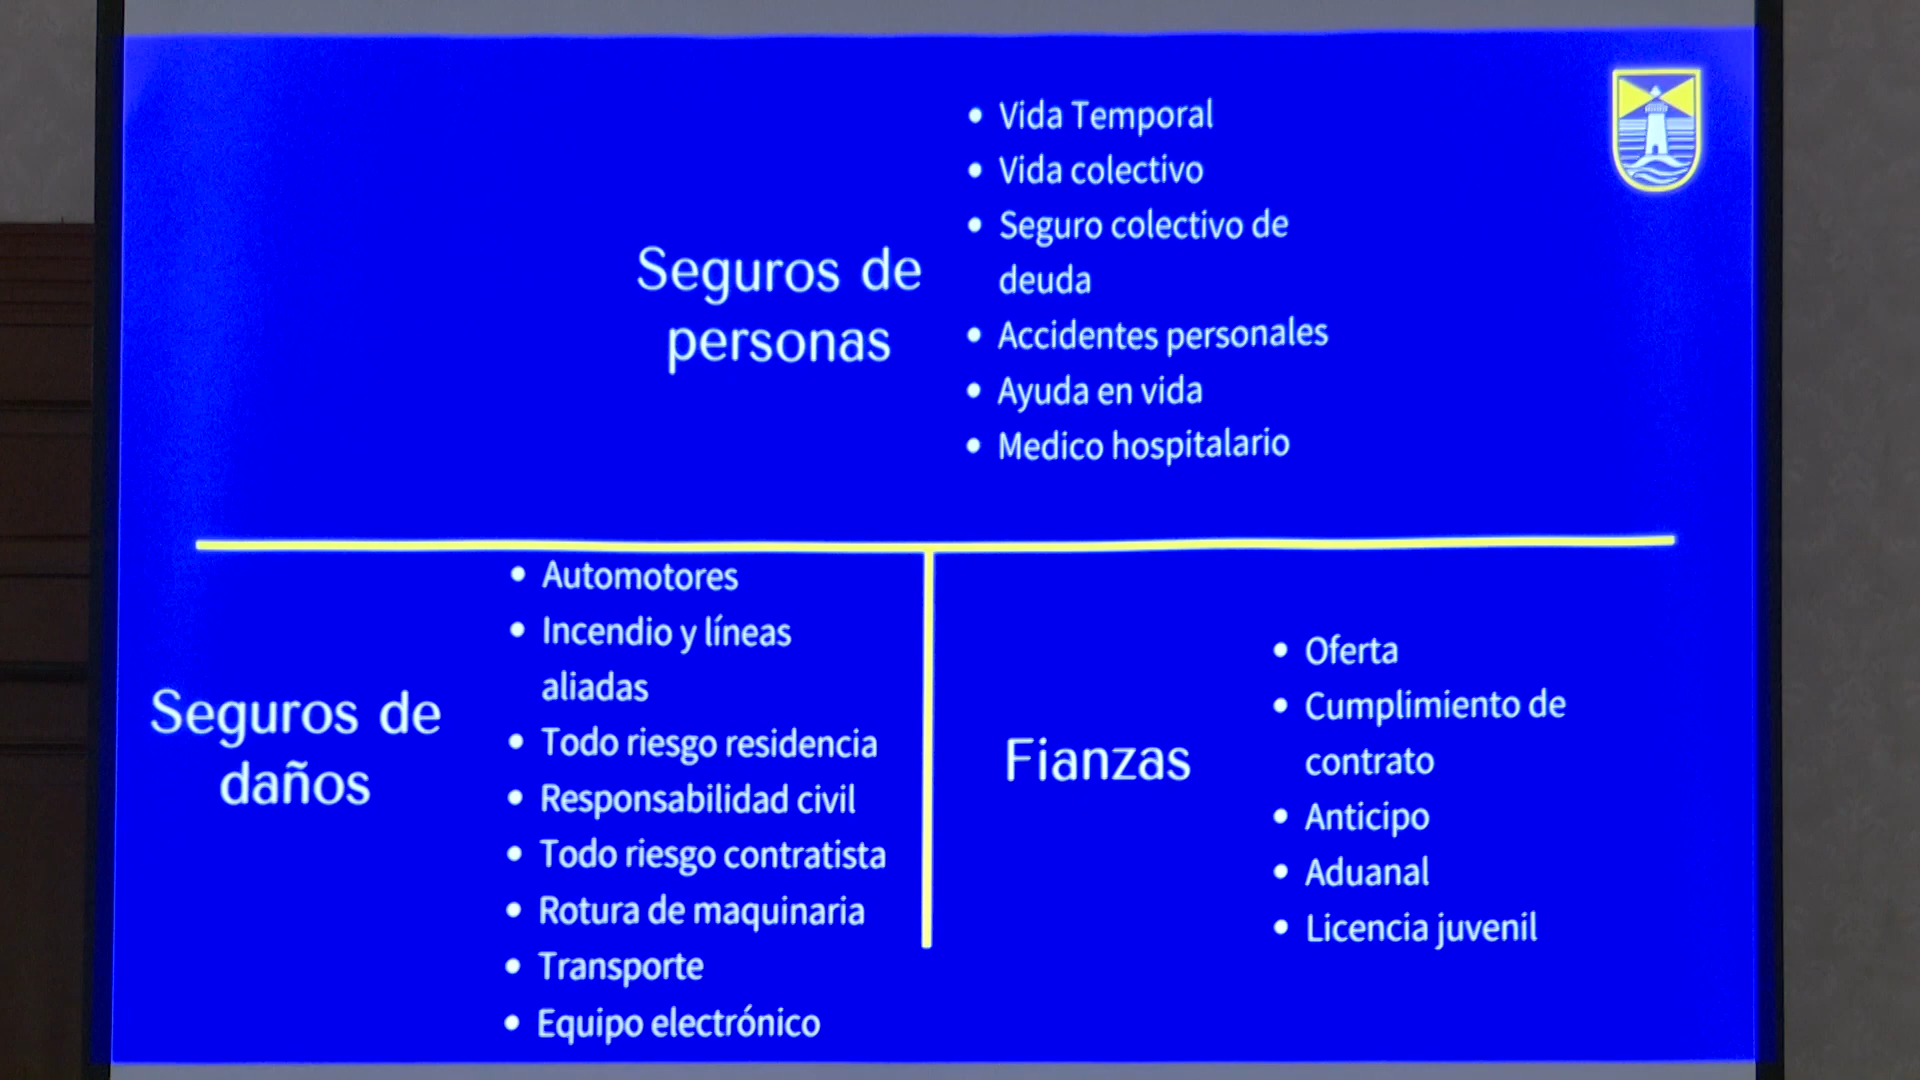 Seguros de
personas
• Vida Temporal
• Vida colectivo
• Seguro colectivo de
deuda
• Accidentes personales
• Ayuda en vida
• Medico hospitalario
Seguros de
daños
• Automotores
• Incendio y líneas
aliadas
• Todo riesgo residencia
• Responsabilidad civil
• Todo riesgo contratista
• Rotura de maquinaria
• Transporte
• Equipo electrónico
Fianzas
• Oferta
• Cumplimiento de
contrato
• Anticipo
• Aduanal
• Licencia juvenil